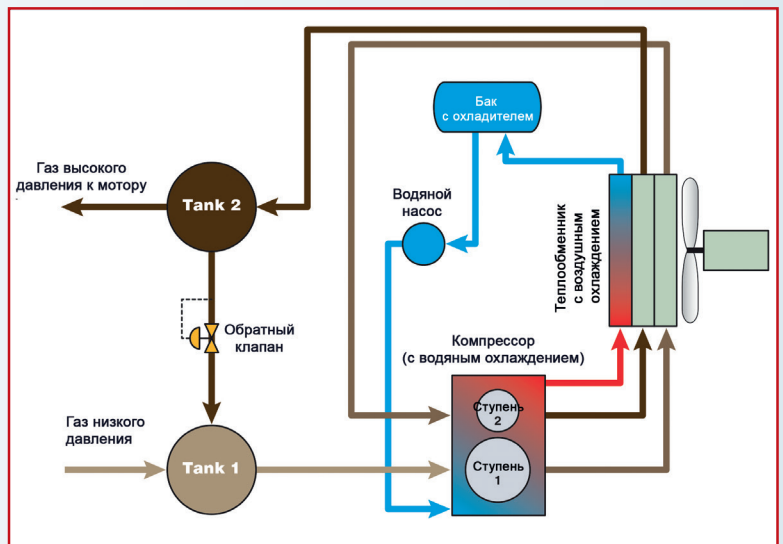 Бак
с охладителем
Газ высокого
давления к мотору
Tank 2
Водяной
насос
Теплообменник
с воздушным
охлаждением
Обратный
клапан
Компрессор
(с водяным охлаждением)
Газ низкого
давления
Tank 1
Ступень
2
Ступень
1